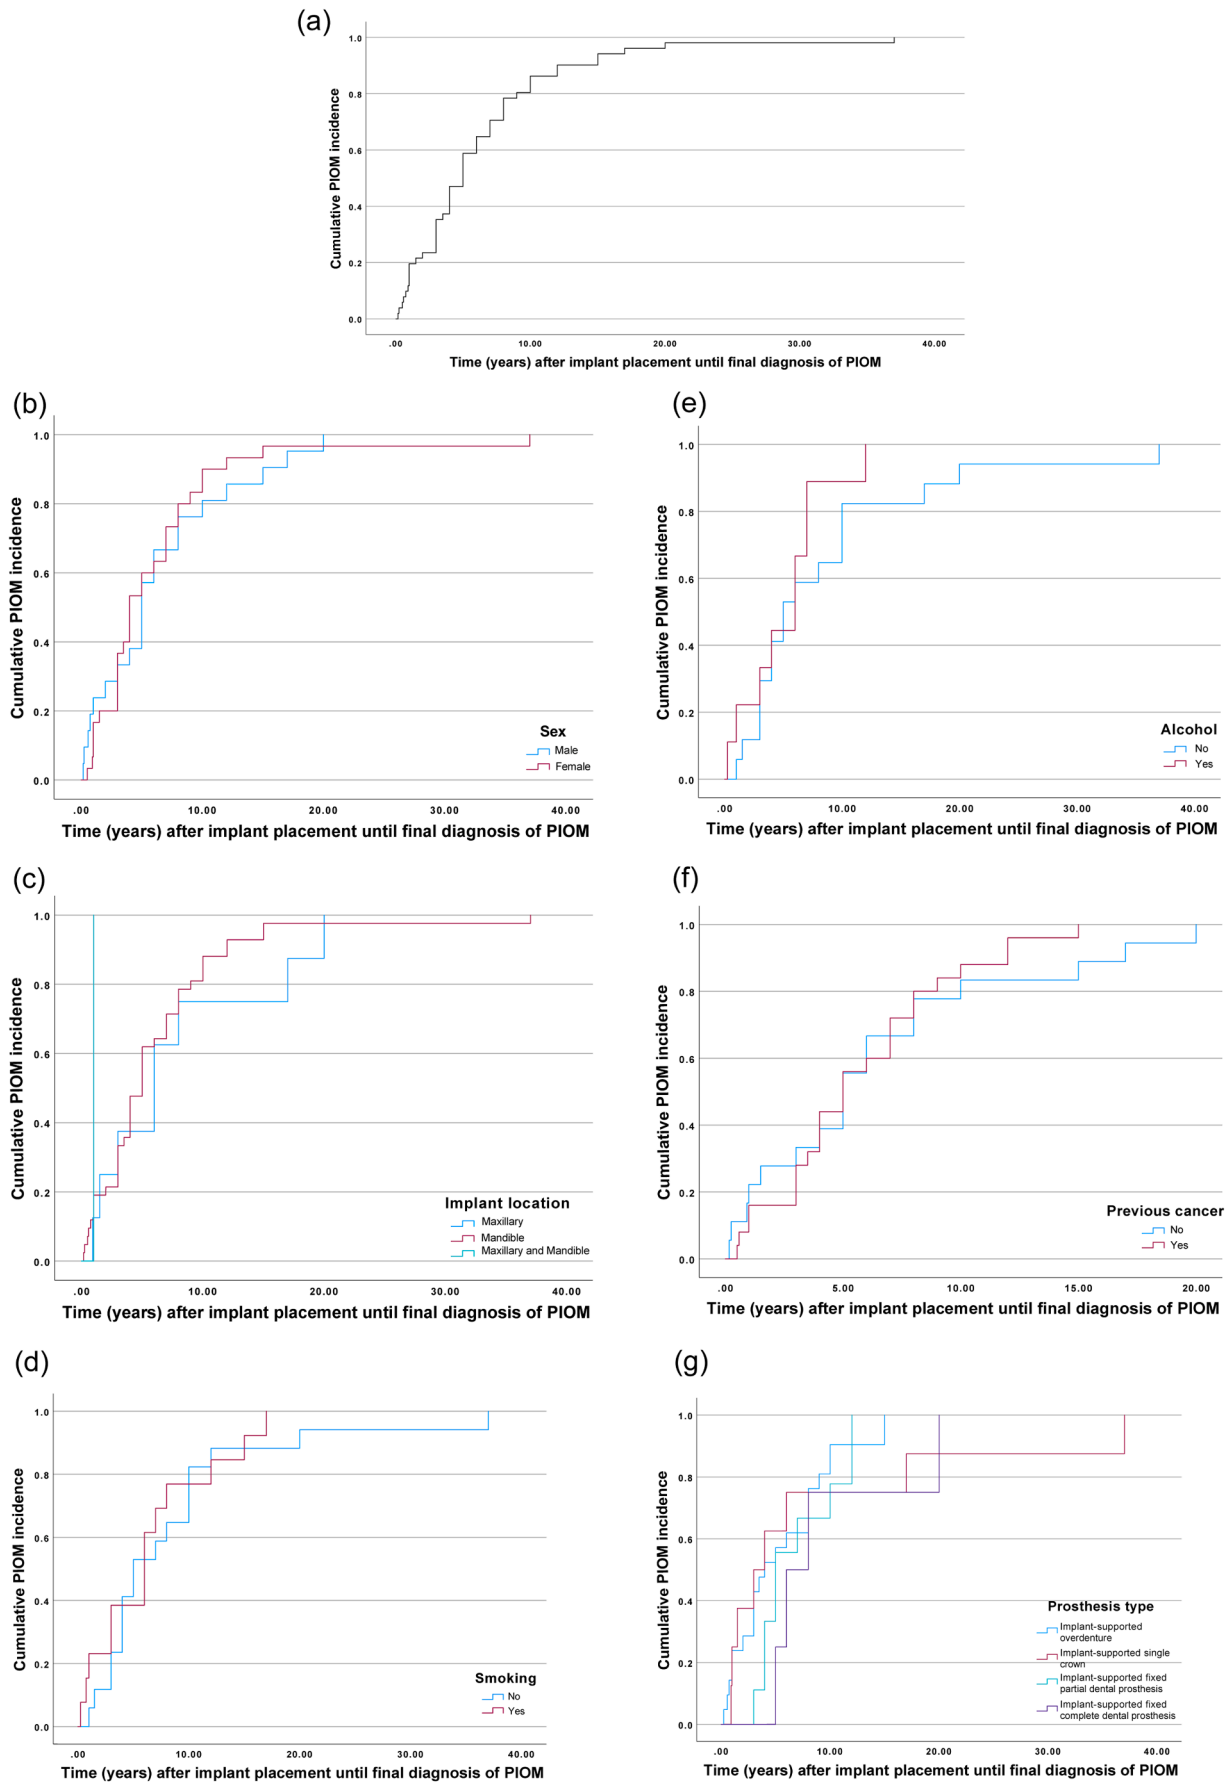 (a)
Cumulative PIOM incidence
1.0
0.8
0.6
0.4
0.2
0.0
.00 10.00 20.00 30.00 40.00
Time (years) after implant placement until final diagnosis of PIOM
(b)
Cumulative PIOM incidence
1.0
0.8
0.6
0.4
0.2
0.0
Sex
Male
Female
.00 10.00 20.00 30.00 40.00
Time (years) after implant placement until final diagnosis of PIOM
(e)
Cumulative PIOM incidence
1.0
0.8
0.6
0.4
0.2
0.0
Alcohol
No
Yes
.00 10.00 20.00 30.00 40.00
Time (years) after implant placement until final diagnosis of PIOM
(c)
Cumulative PIOM incidence
1.0
0.8
0.6
0.4
0.2
0.0
Implant location
Maxillary
Mandible
Maxillary and Mandible
.00 10.00 20.00 30.00 40.00
Time (years) after implant placement until final diagnosis of PIOM
(f)
Cumulative PIOM incidence
1.0
0.8
0.6
0.4
0.2
0.0
Previous cancer
No
Yes
.00 5.00 10.00 15.00 20.00
Time (years) after implant placement until final diagnosis of PIOM
(d)
Cumulative PIOM incidence
1.0
0.8
0.6
0.4
0.2
0.0
Smoking
No
Yes
.00 10.00 20.00 30.00 40.00
Time (years) after implant placement until final diagnosis of PIOM
(g)
Cumulative PIOM incidence
1.0
0.8
0.6
0.4
0.2
0.0
Prosthesis type
Implant-supported
overdenture
Implant-supported single
crown
Implant-supported fixed
partial dental prosthesis
Implant-supported fixed
complete dental prosthesis
.00 10.00 20.00 30.00 40.00
Time (years) after implant placement until final diagnosis of PIOM